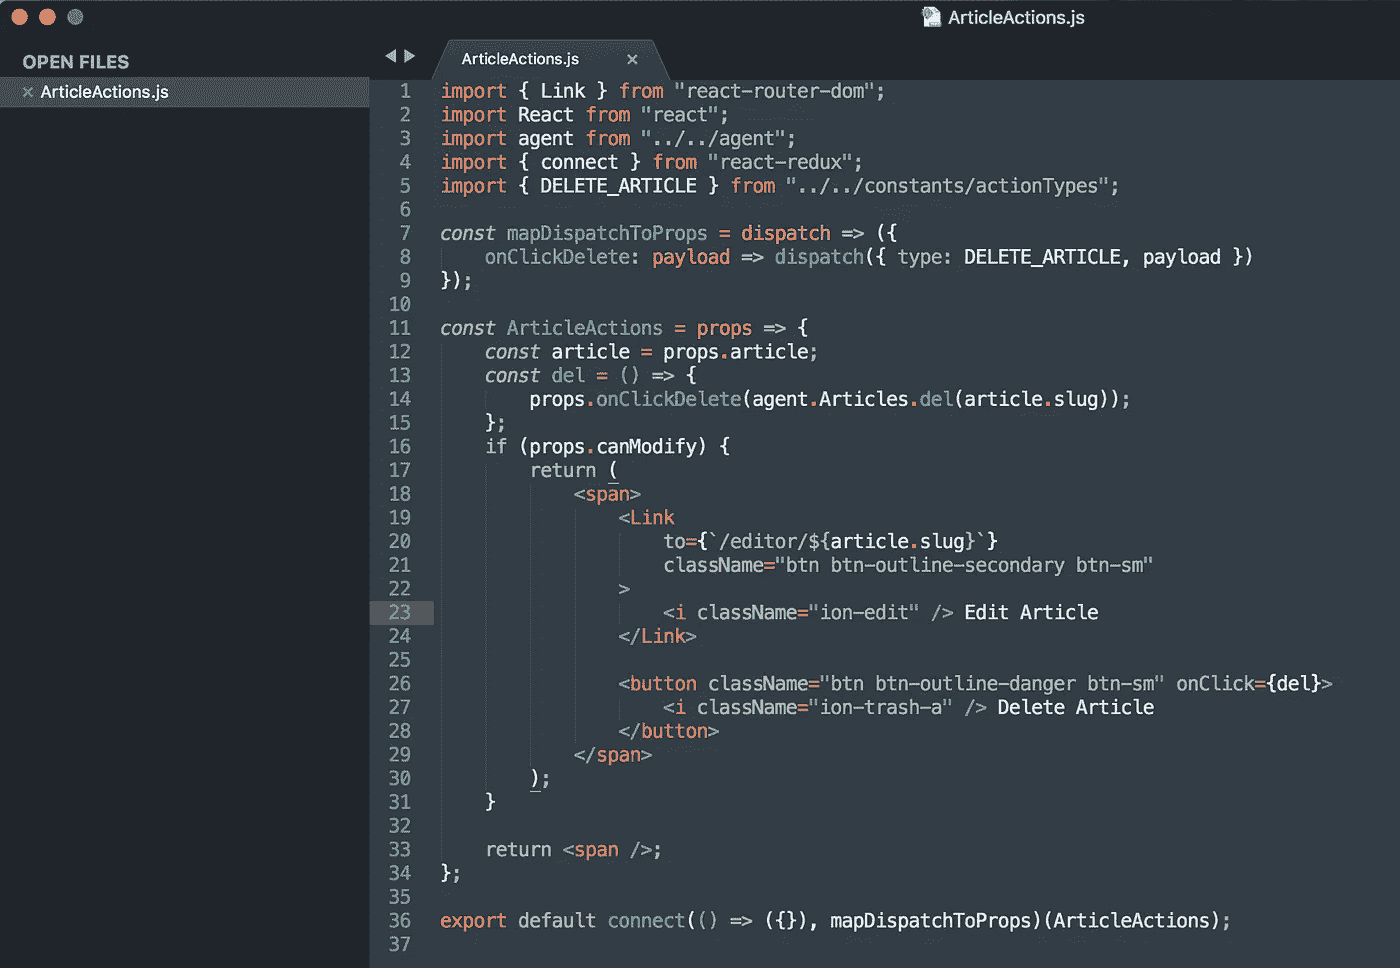 ArticleActions.js
OPEN FILES
ArticleActions.js
ArticleActions.js
1 import { Link } from "react-router-dom";
2 import React from "react";
3 import agent from "../../agent";
4 import { connect } from "react-redux";
5 import { DELETE_ARTICLE } from "../../constants/actionTypes";
6
7 const mapDispatchToProps = dispatch => ({
8     onClickDelete: payload => dispatch({ type: DELETE_ARTICLE, payload })
9 });
10
11 const ArticleActions = props => {
12     const article = props.article;
13     const del = () => {
14         props.onClickDelete(agent.Articles.del(article.slug));
15     };
16     if (props.canModify) {
17         return (
18             <span>
19                 <Link
20                     to={`/editor/${article.slug}`}
21                     className="btn btn-outline-secondary btn-sm"
22                 >
23                     <i className="ion-edit" /> Edit Article
24                 </Link>
25
26                 <button className="btn btn-outline-danger btn-sm" onClick={del}>
27                     <i className="ion-trash-a" /> Delete Article
28                 </button>
29             </span>
30         );
31     }
32
33     return <span />;
34 };
35
36 export default connect(() => ({}), mapDispatchToProps)(ArticleActions);
37